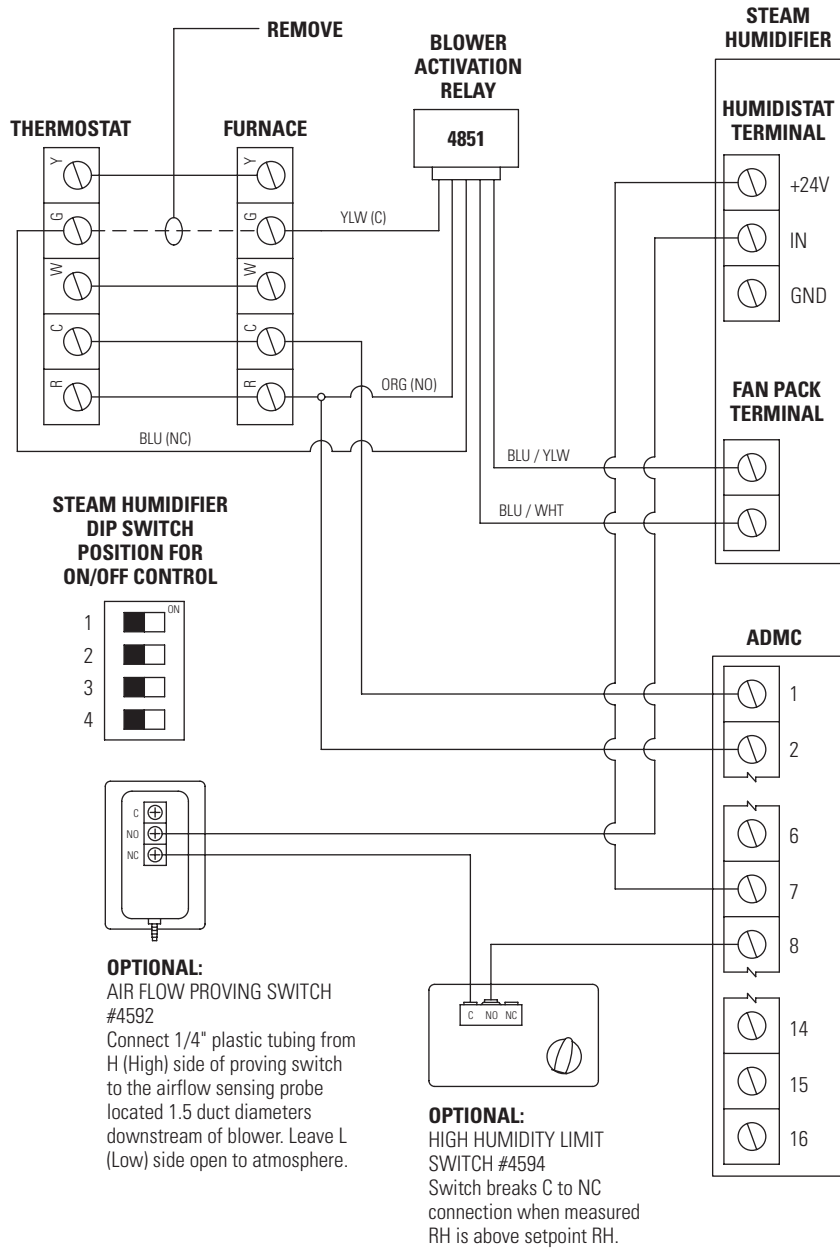 REMOVE
STEAM
HUMIDIFIER
BLOWER
ACTIVATION
RELAY
4851
THERMOSTAT
FURNACE
Y
G
W
C
R
Y
G
W
C
R
YLW (C)
ORG (NO)
BLU (NC)
BLU / YLW
BLU / WHT
HUMIDISTAT
TERMINAL
+24V
IN
GND
FAN PACK
TERMINAL
STEAM HUMIDIFIER
DIP SWITCH
POSITION FOR
ON/OFF CONTROL
ON
1
2
3
4
ADMC
1
2
6
7
8
14
15
16
C
NO
NC
OPTIONAL:
AIR FLOW PROVING SWITCH
#4592
Connect 1/4" plastic tubing from
H (High) side of proving switch
to the airflow sensing probe
located 1.5 duct diameters
downstream of blower. Leave L
(Low) side open to atmosphere.
C NO NC
OPTIONAL:
HIGH HUMIDITY LIMIT
SWITCH #4594
Switch breaks C to NC
connection when measured
RH is above setpoint RH.